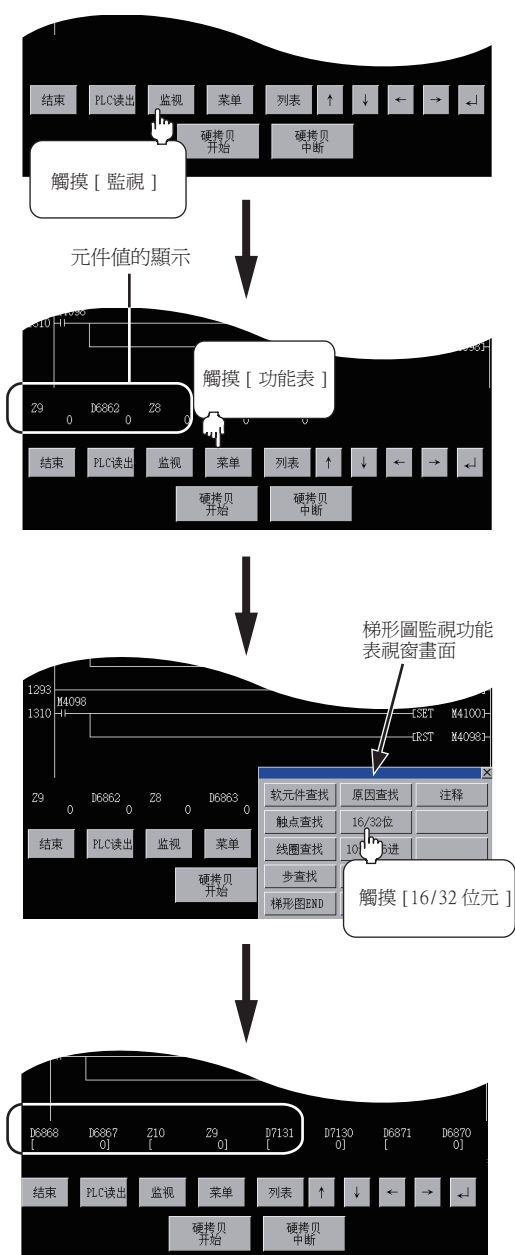 结束 PLC读出 监视 菜单 列表 ↑ ↓ ← → ↵
硬拷贝
开始
硬拷贝
中断
觸摸 [ 監視 ]
元件值的顯示
觸摸 [ 功能表 ]
Z9 D6862 Z8
0 0 0 0 0
结束 PLC读出 监视 菜单 列表 ↑ ↓ ← → ↵
硬拷贝
开始
硬拷贝
中断
梯形圖監視功能
表視窗畫面
1293
M4098
1310
[SET M4100]
[RST M4098]
Z9 D6862 Z8 D6863
0 0 0 0
结束 PLC读出 监视 菜单
硬拷贝
开始
X
软元件查找 原因查找 注释
触点查找 16/32位
线圈查找
步查找
梯形图END
觸摸 [16/32 位元 ]
D6868 D6867 Z10 Z9 D7131 D7130 D6871 D6870
[ 0] [ 0] [ 0] [ 0]
结束 PLC读出 监视 菜单 列表 ↑ ↓ ← → ↵
硬拷贝
开始
硬拷贝
中断